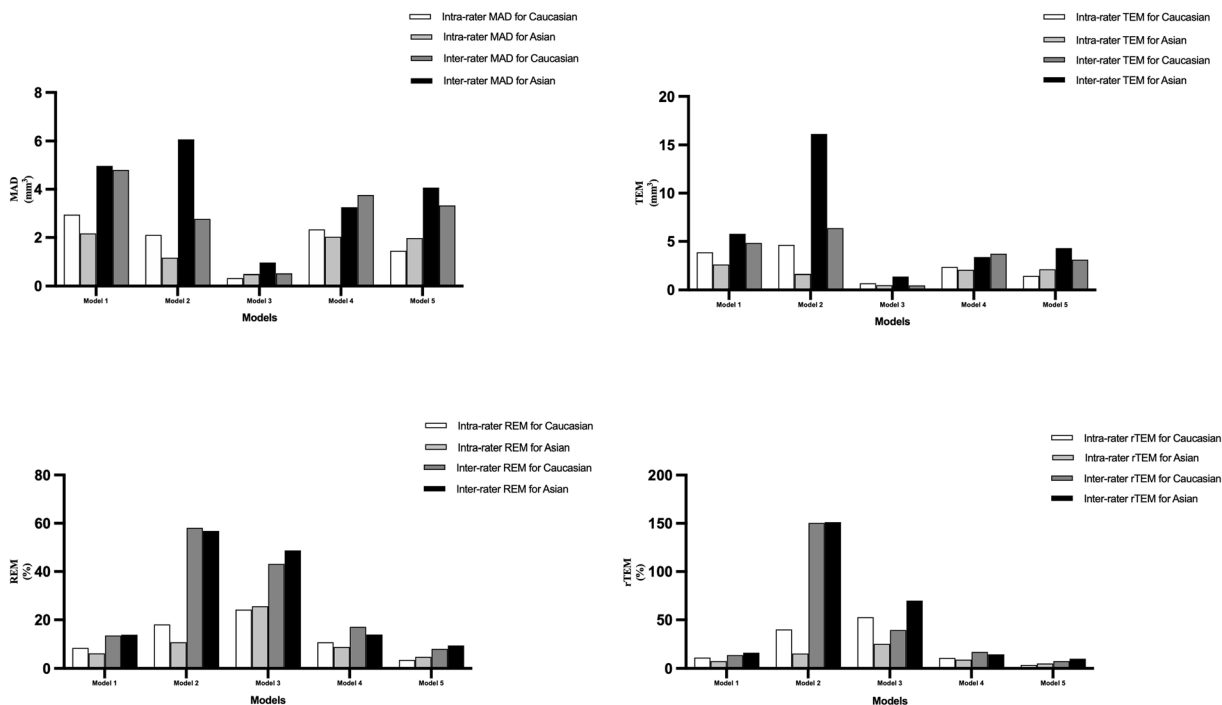 Intra-rater MAD for Caucasian
Intra-rater MAD for Asian
Inter-rater MAD for Caucasian
Inter-rater MAD for Asian
8
6
4
2
0
MAD
(mm³)
Model 1
Model 2
Model 3
Model 4
Model 5
Models
Intra-rater TEM for Caucasian
Intra-rater TEM for Asian
Inter-rater TEM for Caucasian
Inter-rater TEM for Asian
20
15
10
5
0
TEM
(mm³)
Model 1
Model 2
Model 3
Model 4
Model 5
Models
Intra-rater REM for Caucasian
Intra-rater REM for Asian
Inter-rater REM for Caucasian
Inter-rater REM for Asian
80
60
40
20
0
REM
(%)
Model 1
Model 2
Model 3
Model 4
Model 5
Models
Intra-rater rTEM for Caucasian
Intra-rater rTEM for Asian
Inter-rater rTEM for Caucasian
Inter-rater rTEM for Asian
200
150
100
50
0
rTEM
(%)
Model 1
Model 2
Model 3
Model 4
Model 5
Models